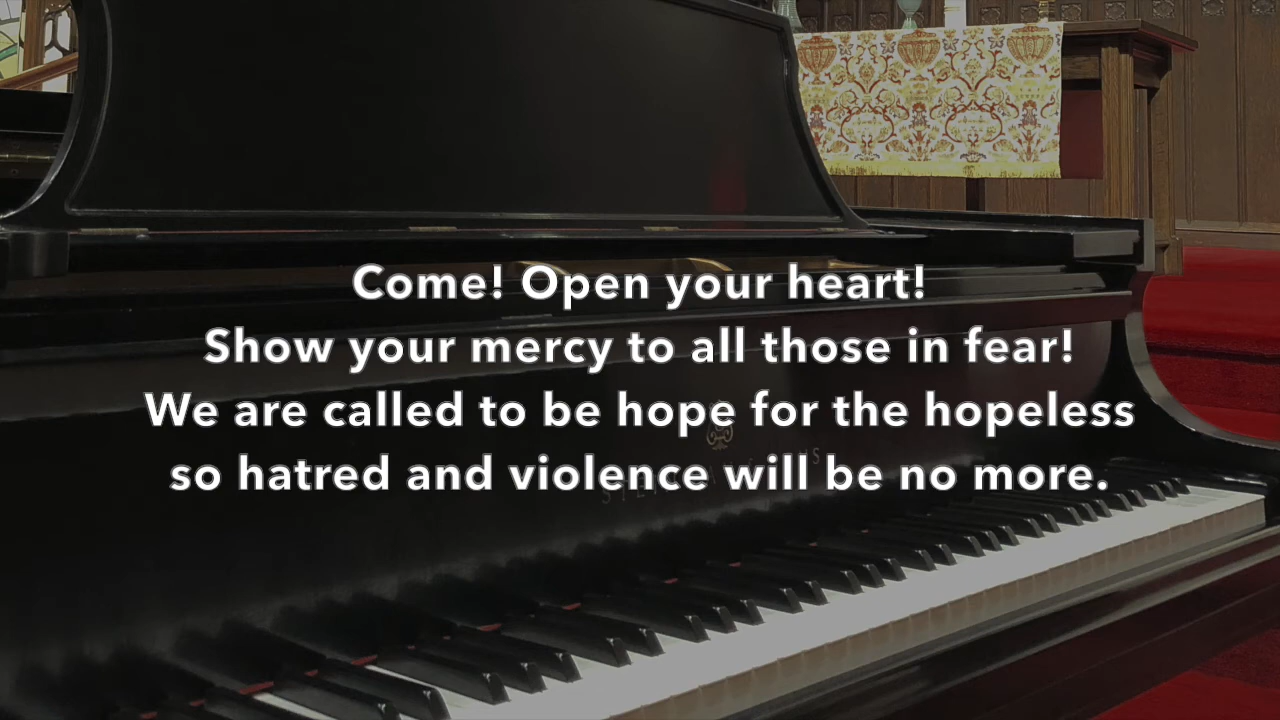 Come! Open your heart!
Show your mercy to all those in fear!
We are called to be hope for the hopeless
so hatred and violence will be no more.